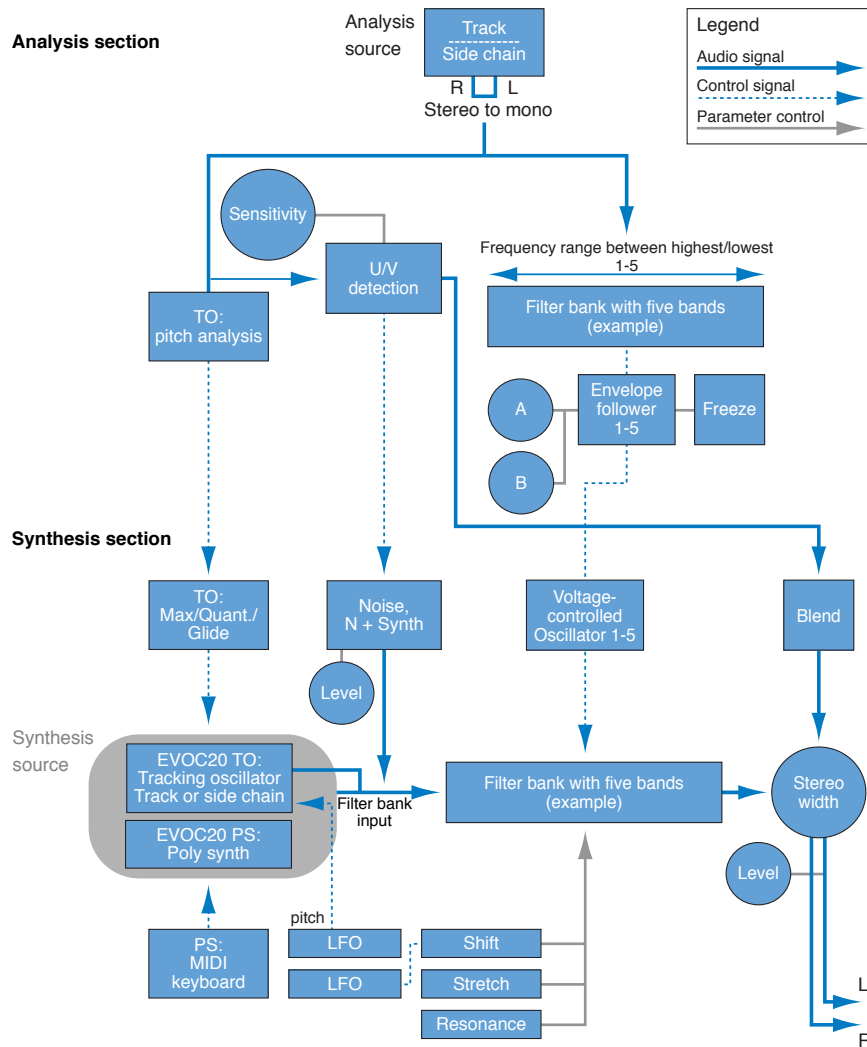 Analysis section
Analysis
source
Track
Side chain
R
L
Stereo to mono
Legend
Audio signal
Control signal
Parameter control
Sensitivity
U/V
detection
Frequency range between highest/lowest
1-5
TO:
pitch analysis
Filter bank with five bands
(example)
A
Envelope
follower
1-5
Freeze
B
Synthesis section
TO:
Max/Quant./
Glide
Noise,
N + Synth
Voltage-
controlled
Oscillator 1-5
Blend
Level
Synthesis
source
EVOC20 TO:
Tracking oscillator
Track or side chain
Filter bank
input
Filter bank with five bands
(example)
Stereo
width
EVOC20 PS:
Poly synth
Level
pitch
PS:
MIDI
keyboard
LFO
Shift
LFO
Stretch
Resonance
L